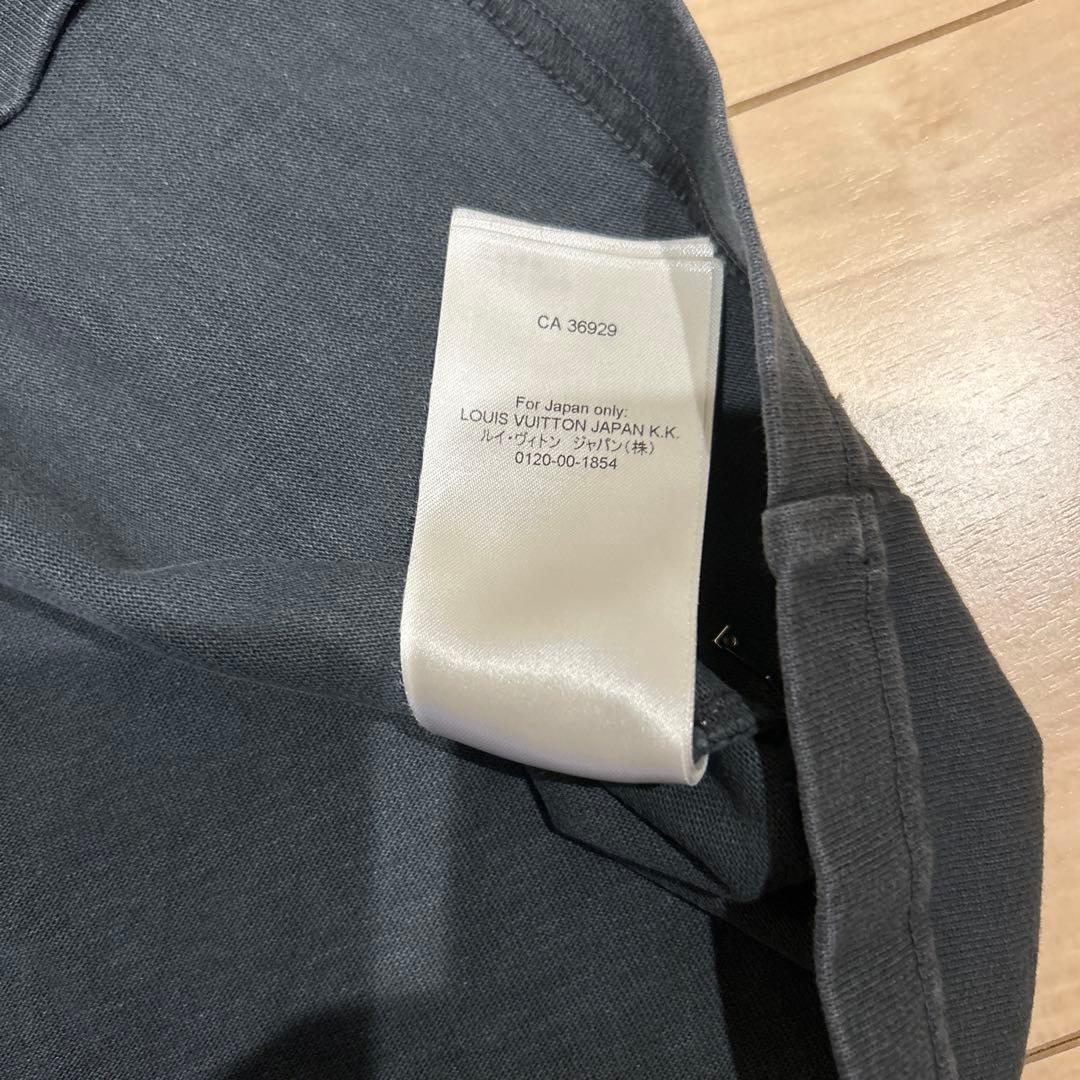 CA 36929
For Japan only:
LOUIS VUITTON JAPAN K.K.
ルイ・ヴィトン ジャパン(株)
0120-00-1854